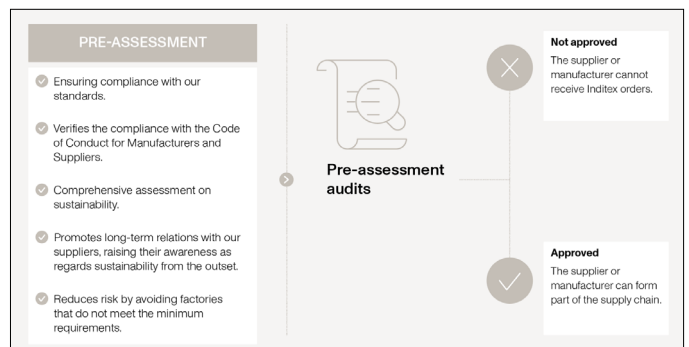 PRE-ASSESSMENT
Ensuring compliance with our
standards.
Verifies the compliance with the Code
of Conduct for Manufacturers and
Suppliers.
Comprehensive assessment on
sustainability.
Promotes long-term relations with our
suppliers, raising their awareness as
regards sustainability from the outset.
Reduces risk by avoiding factories
that do not meet the minimum
requirements.
Pre-assessment
audits
Not approved
The supplier or
manufacturer cannot
receive Inditex orders.
Approved
The supplier or
manufacturer can form
part of the supply chain.